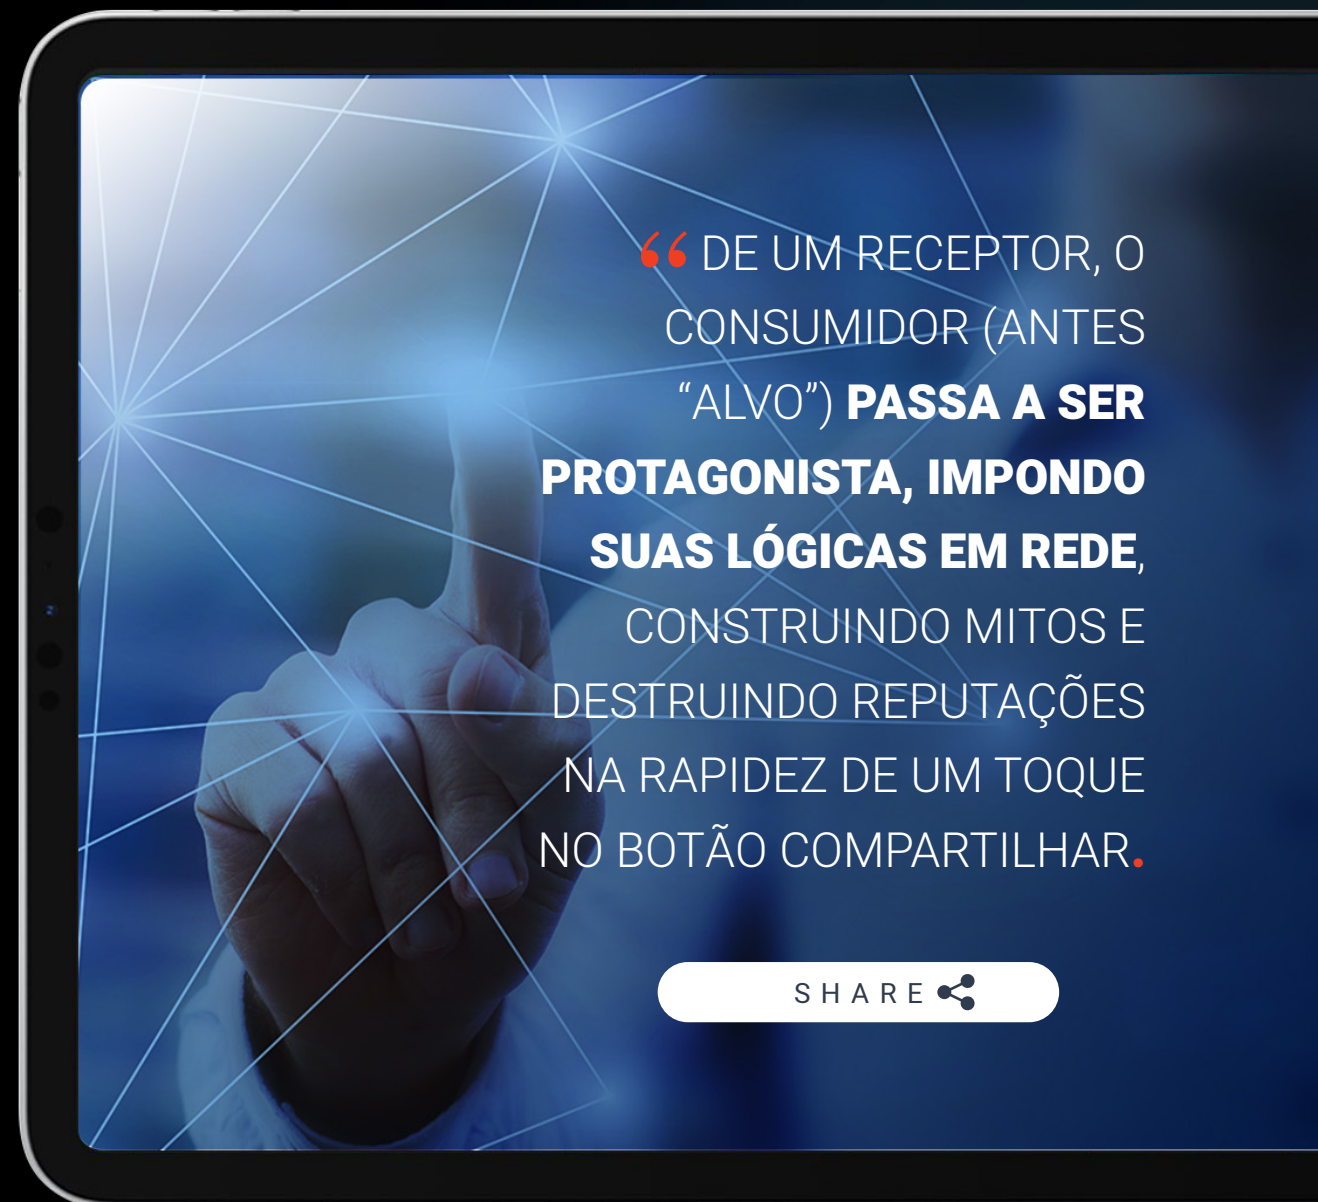 “ DE UM RECEPTOR, O
CONSUMIDOR (ANTES
“ALVO”) PASSA A SER
PROTAGONISTA, IMPONDO
SUAS LÓGICAS EM REDE,
CONSTRUINDO MITOS E
DESTRUINDO REPUTAÇÕES
NA RAPIDEZ DE UM TOQUE
NO BOTÃO COMPARTILHAR.
SHARE